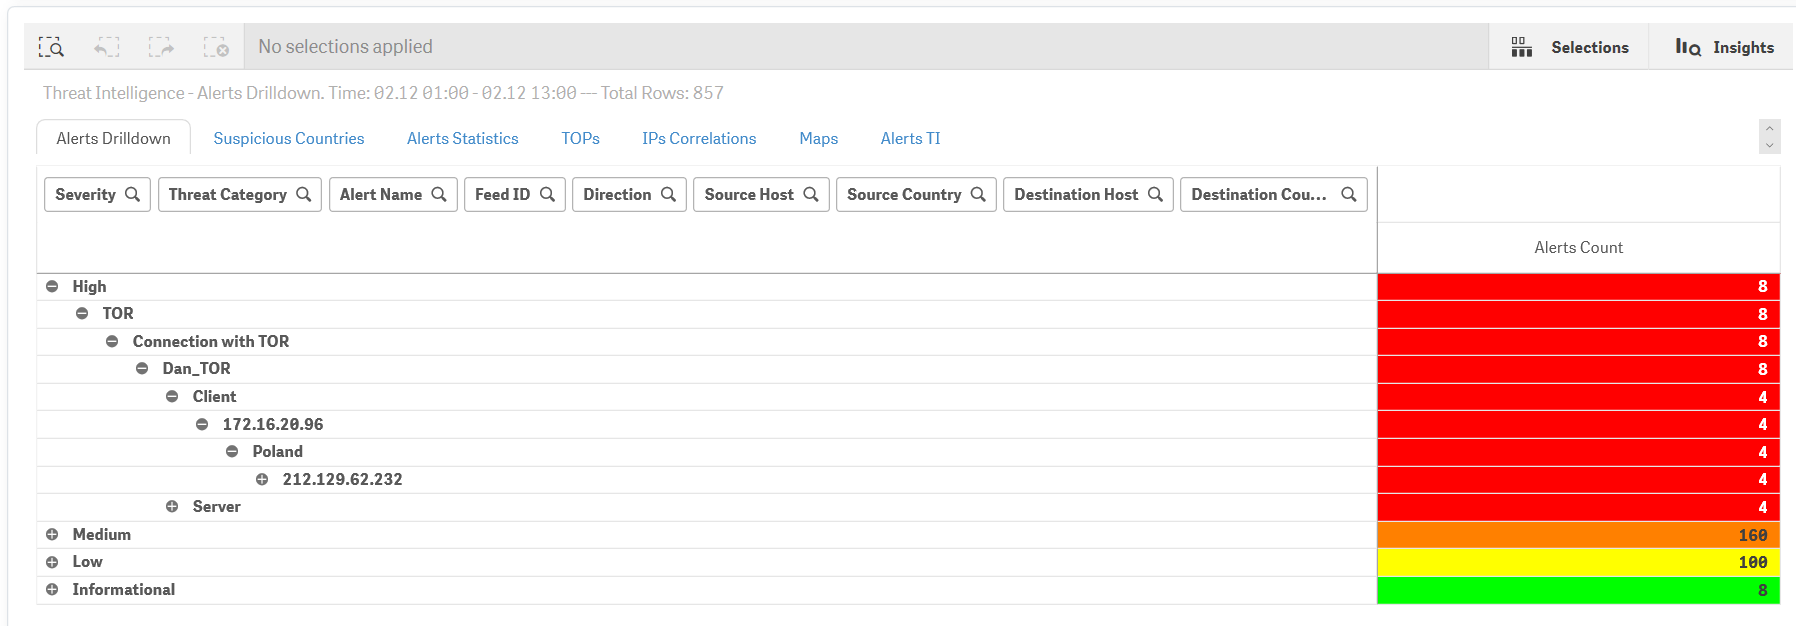 No selections applied
Selections
Insights
Threat Intelligence - Alerts Drilldown. Time: 02.12 01:00 - 02.12 13:00 --- Total Rows: 857
Alerts Drilldown
Suspicious Countries
Alerts Statistics
TOPs
IPs Correlations
Maps
Alerts TI
Severity
Threat Category
Alert Name
Feed ID
Direction
Source Host
Source Country
Destination Host
Destination Cou...
Alerts Count
High 8
TOR 8
Connection with TOR 8
Dan_TOR 8
Client 4
172.16.20.96 4
Poland 4
212.129.62.232 4
Server 4
Medium 160
Low 100
Informational 8